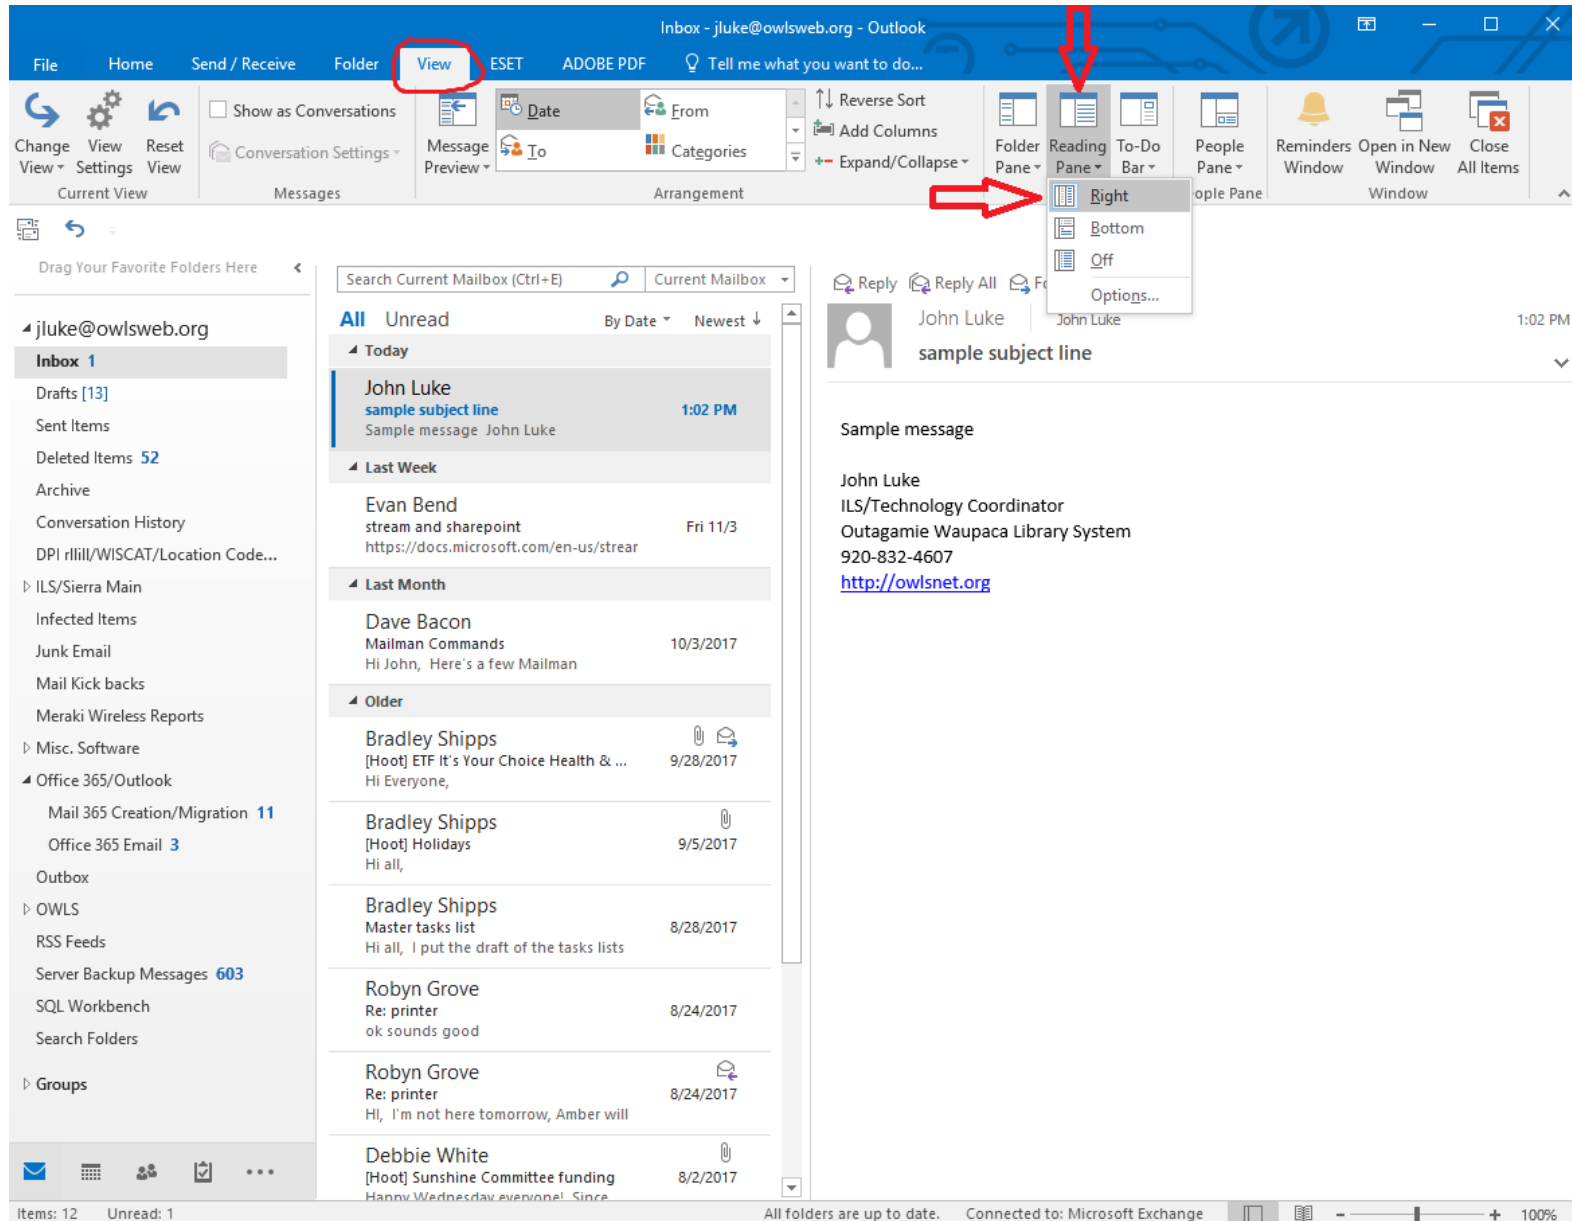 Inbox - jluke@owlsweb.org - Outlook
File Home Send / Receive Folder View ESET ADOBE PDF Tell me what you want to do...
Change View View Settings Reset View
Current View
Show as Conversations
Conversation Settings
Messages
Message Preview
Date From
To Categories
Reverse Sort
Add Columns
Expand/Collapse
Arrangement
Folder Pane Reading Pane To-Do Bar
People Pane
ople Pane
Reminders Window Open in New Window Close All Items
Window
Right
Bottom
Off
Options...
Drag Your Favorite Folders Here
jluke@owlsweb.org
Inbox 1
Drafts [13]
Sent Items
Deleted Items 52
Archive
Conversation History
DPI rllill/WISCAT/Location Code...
ILS/Sierra Main
Infected Items
Junk Email
Mail Kick backs
Meraki Wireless Reports
Misc. Software
Office 365/Outlook
Mail 365 Creation/Migration 11
Office 365 Email 3
Outbox
OWLS
RSS Feeds
Server Backup Messages 603
SQL Workbench
Search Folders
Groups
Search Current Mailbox (Ctrl+E) Current Mailbox
All Unread By Date Newest
Today
John Luke
sample subject line 1:02 PM
Sample message John Luke
Last Week
Evan Bend
stream and sharepoint Fri 11/3
https://docs.microsoft.com/en-us/strear
Last Month
Dave Bacon
Mailman Commands 10/3/2017
Hi John, Here's a few Mailman
Older
Bradley Shipps
[Hoot] ETF It's Your Choice Health & ... 9/28/2017
Hi Everyone,
Bradley Shipps
[Hoot] Holidays 9/5/2017
Hi all,
Bradley Shipps
Master tasks list 8/28/2017
Hi all, I put the draft of the tasks lists
Robyn Grove
Re: printer 8/24/2017
ok sounds good
Robyn Grove
Re: printer 8/24/2017
HI, I'm not here tomorrow, Amber will
Debbie White
[Hoot] Sunshine Committee funding 8/2/2017
Happy Wednesday everyone! Since
Reply Reply All Fo
John Luke John Luke 1:02 PM
sample subject line
Sample message
John Luke
ILS/Technology Coordinator
Outagamie Waupaca Library System
920-832-4607
http://owlsnet.org
Items: 12 Unread: 1 All folders are up to date. Connected to: Microsoft Exchange 100%